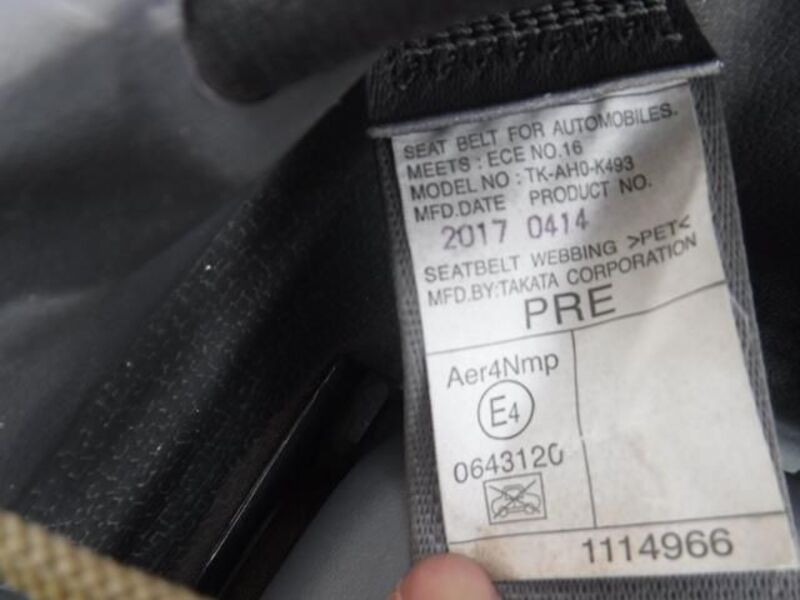 SEAT BELT FOR AUTOMOBILES.
MEETS : ECE NO.16
MODEL NO : TK-AH0-K493
MFD.DATE PRODUCT NO.
2017 0414
SEATBELT WEBBING >PET<
MFD.BY:TAKATA CORPORATION
PRE
Aer4Nmp
E4
0643120
1114966